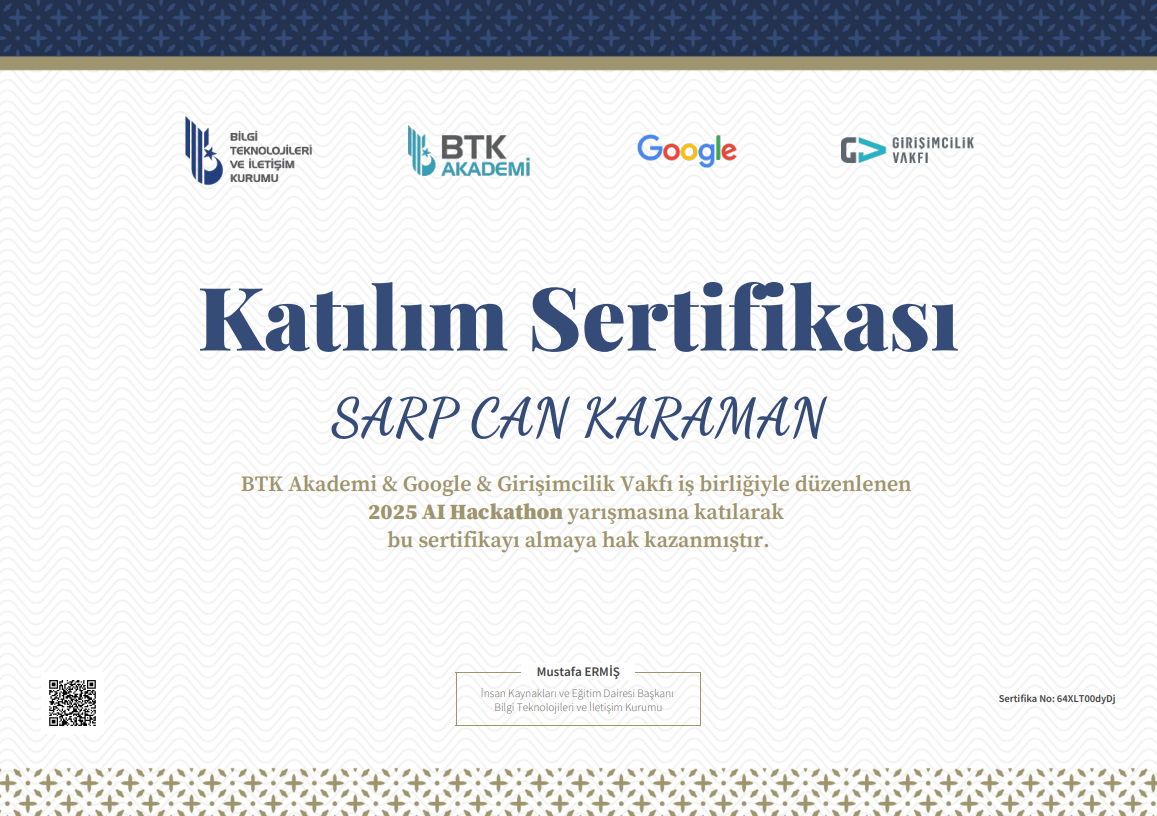 BİLGİ
TEKNOLOJİLERİ
VE İLETİŞİM
KURUMU
BTK
AKADEMİ
Google
GİRİŞİMCİLİK
VAKFI
Katılım Sertifikası
SARP CAN KARAMAN
BTK Akademi & Google & Girişimcilik Vakfı iş birliğiyle düzenlenen
2025 AI Hackathon yarışmasına katılarak
bu sertifikayı almaya hak kazanmıştır.
Mustafa ERMİŞ
İnsan Kaynakları ve Eğitim Dairesi Başkanı
Bilgi Teknolojileri ve İletişim Kurumu
Sertifika No: 64XLT00dyDj